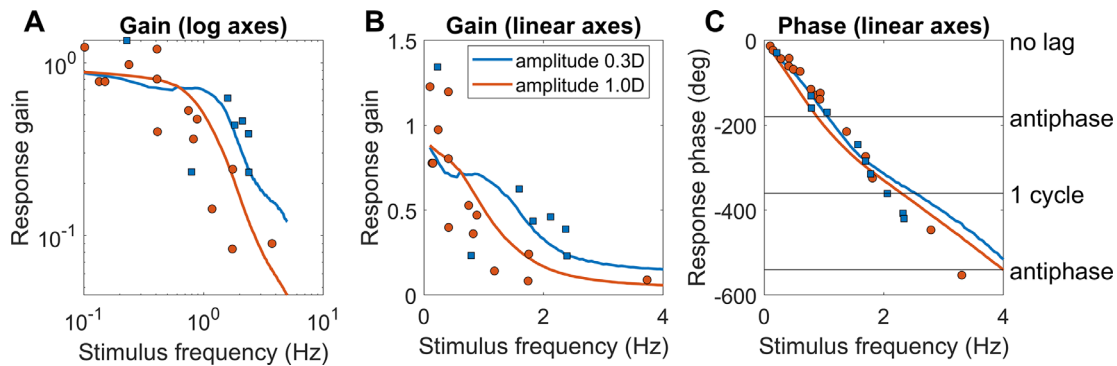 A
Gain (log axes)
10^0
10^-1
Response gain
10^-1
10^0
10^1
Stimulus frequency (Hz)
B
Gain (linear axes)
amplitude 0.3D
amplitude 1.0D
1.5
1
0.5
0
Response gain
0
2
4
Stimulus frequency (Hz)
C
Phase (linear axes)
0
-200
-400
-600
Response phase (deg)
0
2
4
Stimulus frequency (Hz)
no lag
antiphase
1 cycle
antiphase